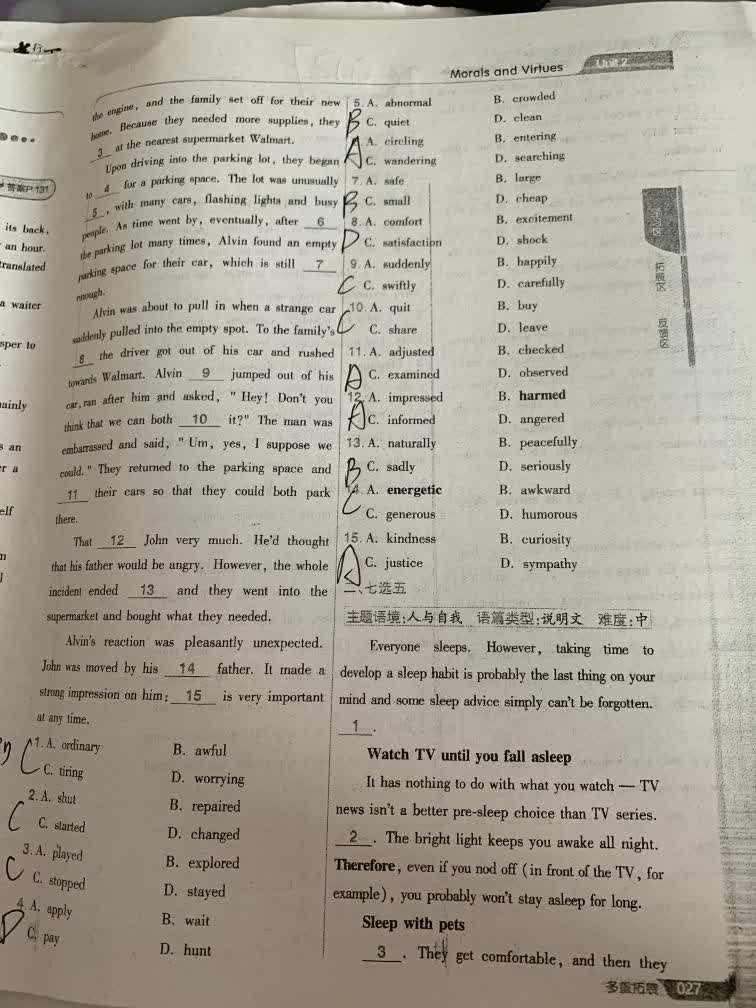 Morals and Virtues
Unit 2
答案P·131
its back,
an hour.
translated
a waiter
sper to
ainly
s an
r a
elf
n
l
the engine, and the family set off for their new
home. Because they needed more supplies, they
3 at the nearest supermarket Walmart.
Upon driving into the parking lot, they began
to 4 for a parking space. The lot was unusually
5 , with many cars, flashing lights and busy
people. As time went by, eventually, after 6
the parking lot many times, Alvin found an empty
parking space for their car, which is still 7
enough.
Alvin was about to pull in when a strange car
suddenly pulled into the empty spot. To the family's
8 the driver got out of his car and rushed
towards Walmart. Alvin 9 jumped out of his
car, ran after him and asked, "Hey! Don't you
think that we can both 10 it?" The man was
embarrassed and said, "Um, yes, I suppose we
could." They returned to the parking space and
11 their cars so that they could both park
there.
That 12 John very much. He'd thought
that his father would be angry. However, the whole
incident ended 13 and they went into the
supermarket and bought what they needed.
Alvin's reaction was pleasantly unexpected.
John was moved by his 14 father. It made a
strong impression on him: 15 is very important
at any time.
C
1. A. ordinary B. awful
C. tiring D. worrying
C
2. A. shut B. repaired
C. started D. changed
C
3. A. played B. explored
C. stopped D. stayed
D
4 A. apply B. wait
C. pay D. hunt
5. A. abnormal B. crowded
B
C. quiet D. clean
A. circling B. entering
A
C. wandering D. searching
7. A. safe B. large
B
C. small D. cheap
8. A. comfort B. excitement
D
C. satisfaction D. shock
9. A. suddenly B. happily
C
C. swiftly D. carefully
10. A. quit B. buy
C
C. share D. leave
11. A. adjusted B. checked
A
C. examined D. observed
12. A. impressed B. harmed
A
C. informed D. angered
13. A. naturally B. peacefully
B
C. sadly D. seriously
14. A. energetic B. awkward
C
C. generous D. humorous
15. A. kindness B. curiosity
A
C. justice D. sympathy
二、七选五
主题语境:人与自我 语篇类型:说明文 难度:中
Everyone sleeps. However, taking time to
develop a sleep habit is probably the last thing on your
mind and some sleep advice simply can't be forgotten.
1 .
Watch TV until you fall asleep
It has nothing to do with what you watch — TV
news isn't a better pre-sleep choice than TV series.
2 . The bright light keeps you awake all night.
Therefore, even if you nod off (in front of the TV, for
example), you probably won't stay asleep for long.
Sleep with pets
3 . They get comfortable, and then they
拓展区
反馈区
多重拓展 027